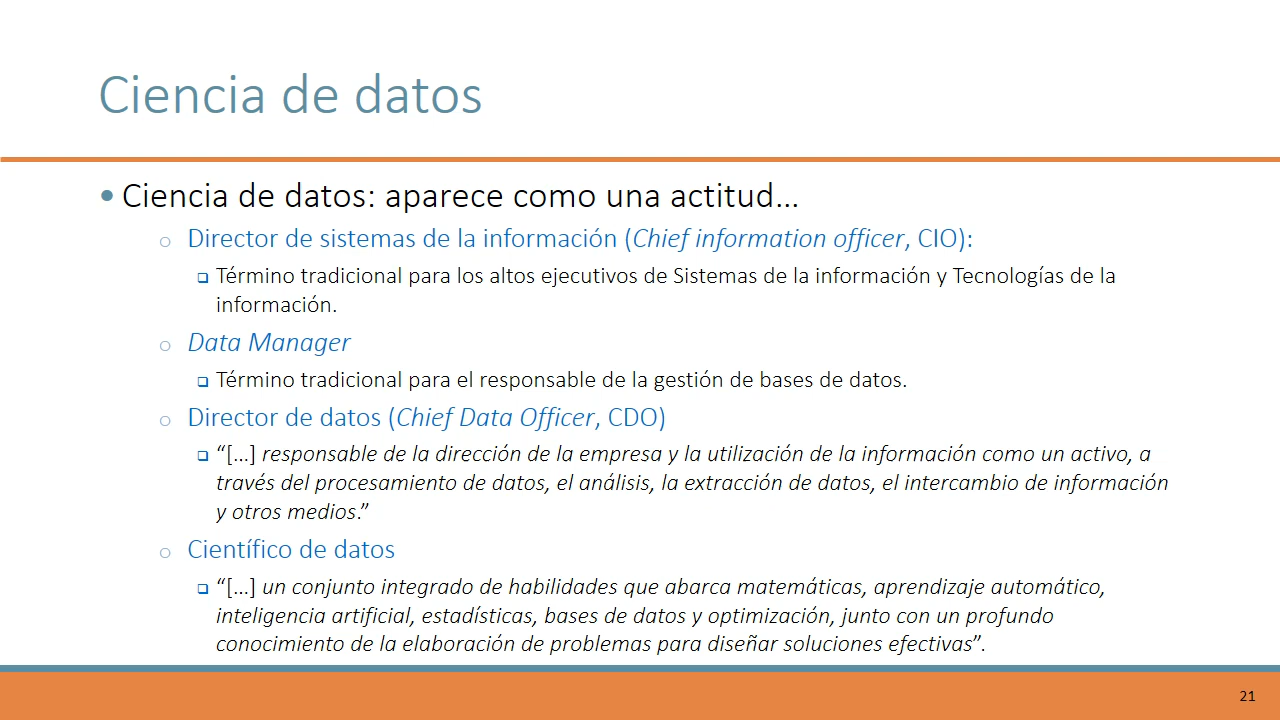 Ciencia de datos
• Ciencia de datos: aparece como una actitud…
o Director de sistemas de la información (Chief information officer, CIO):
❑ Término tradicional para los altos ejecutivos de Sistemas de la información y Tecnologías de la
información.
o Data Manager
❑ Término tradicional para el responsable de la gestión de bases de datos.
o Director de datos (Chief Data Officer, CDO)
❑ “[…] responsable de la dirección de la empresa y la utilización de la información como un activo, a
través del procesamiento de datos, el análisis, la extracción de datos, el intercambio de información
y otros medios.”
o Científico de datos
❑ “[…] un conjunto integrado de habilidades que abarca matemáticas, aprendizaje automático,
inteligencia artificial, estadísticas, bases de datos y optimización, junto con un profundo
conocimiento de la elaboración de problemas para diseñar soluciones efectivas”.
21